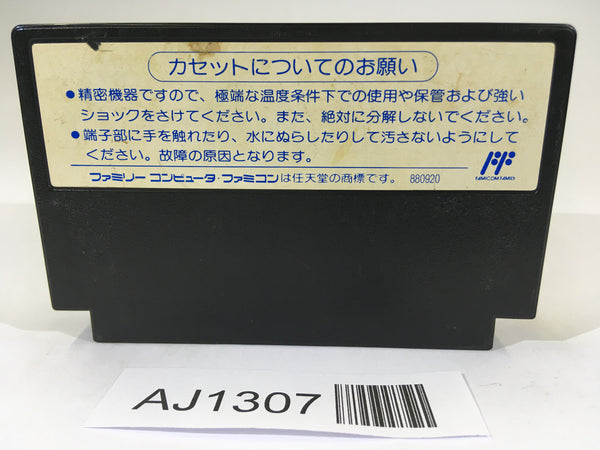 カセットについてのお願い
●精密機器ですので、極端な温度条件下での使用や保管および強い
ショックをさけてください。また、絶対に分解しないでください。
●端子部に手を触れたり、水にぬらしたりして汚さないようにして
ください。故障の原因となります。
FAMICOM FAMILY
ファミリーコンピュータ・ファミコンは任天堂の商標です。 880920
AJ1307